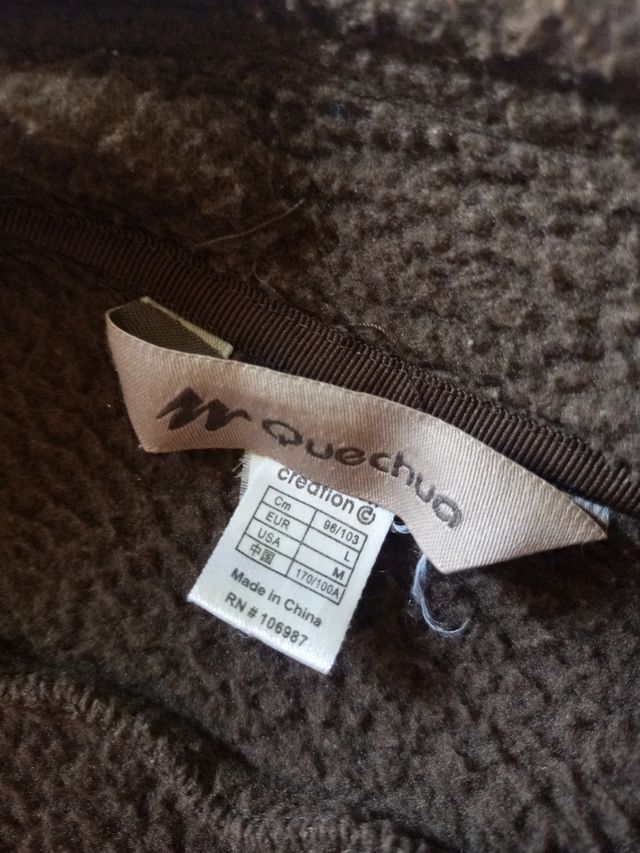 Quechua
creation ©
Cm 96/103
EUR L
USA M
中国 170/100A
Made in China
RN # 106987